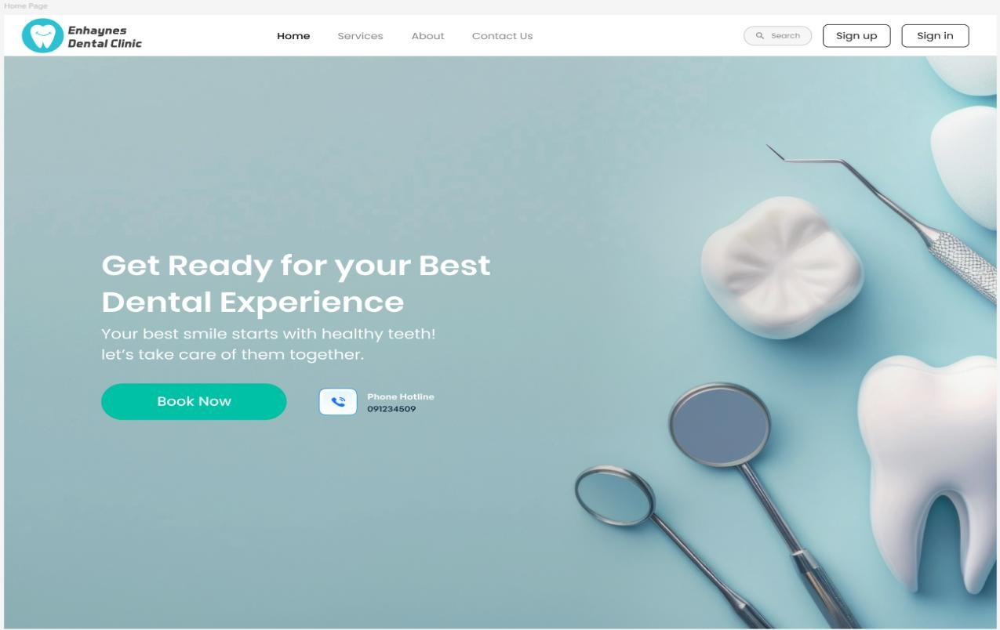 Home Page
Enhaynes
Dental Clinic
Home Services About Contact Us
Search
Sign up
Sign in
Get Ready for your Best
Dental Experience
Your best smile starts with healthy teeth!
let’s take care of them together.
Book Now
Phone Hotline
091234509